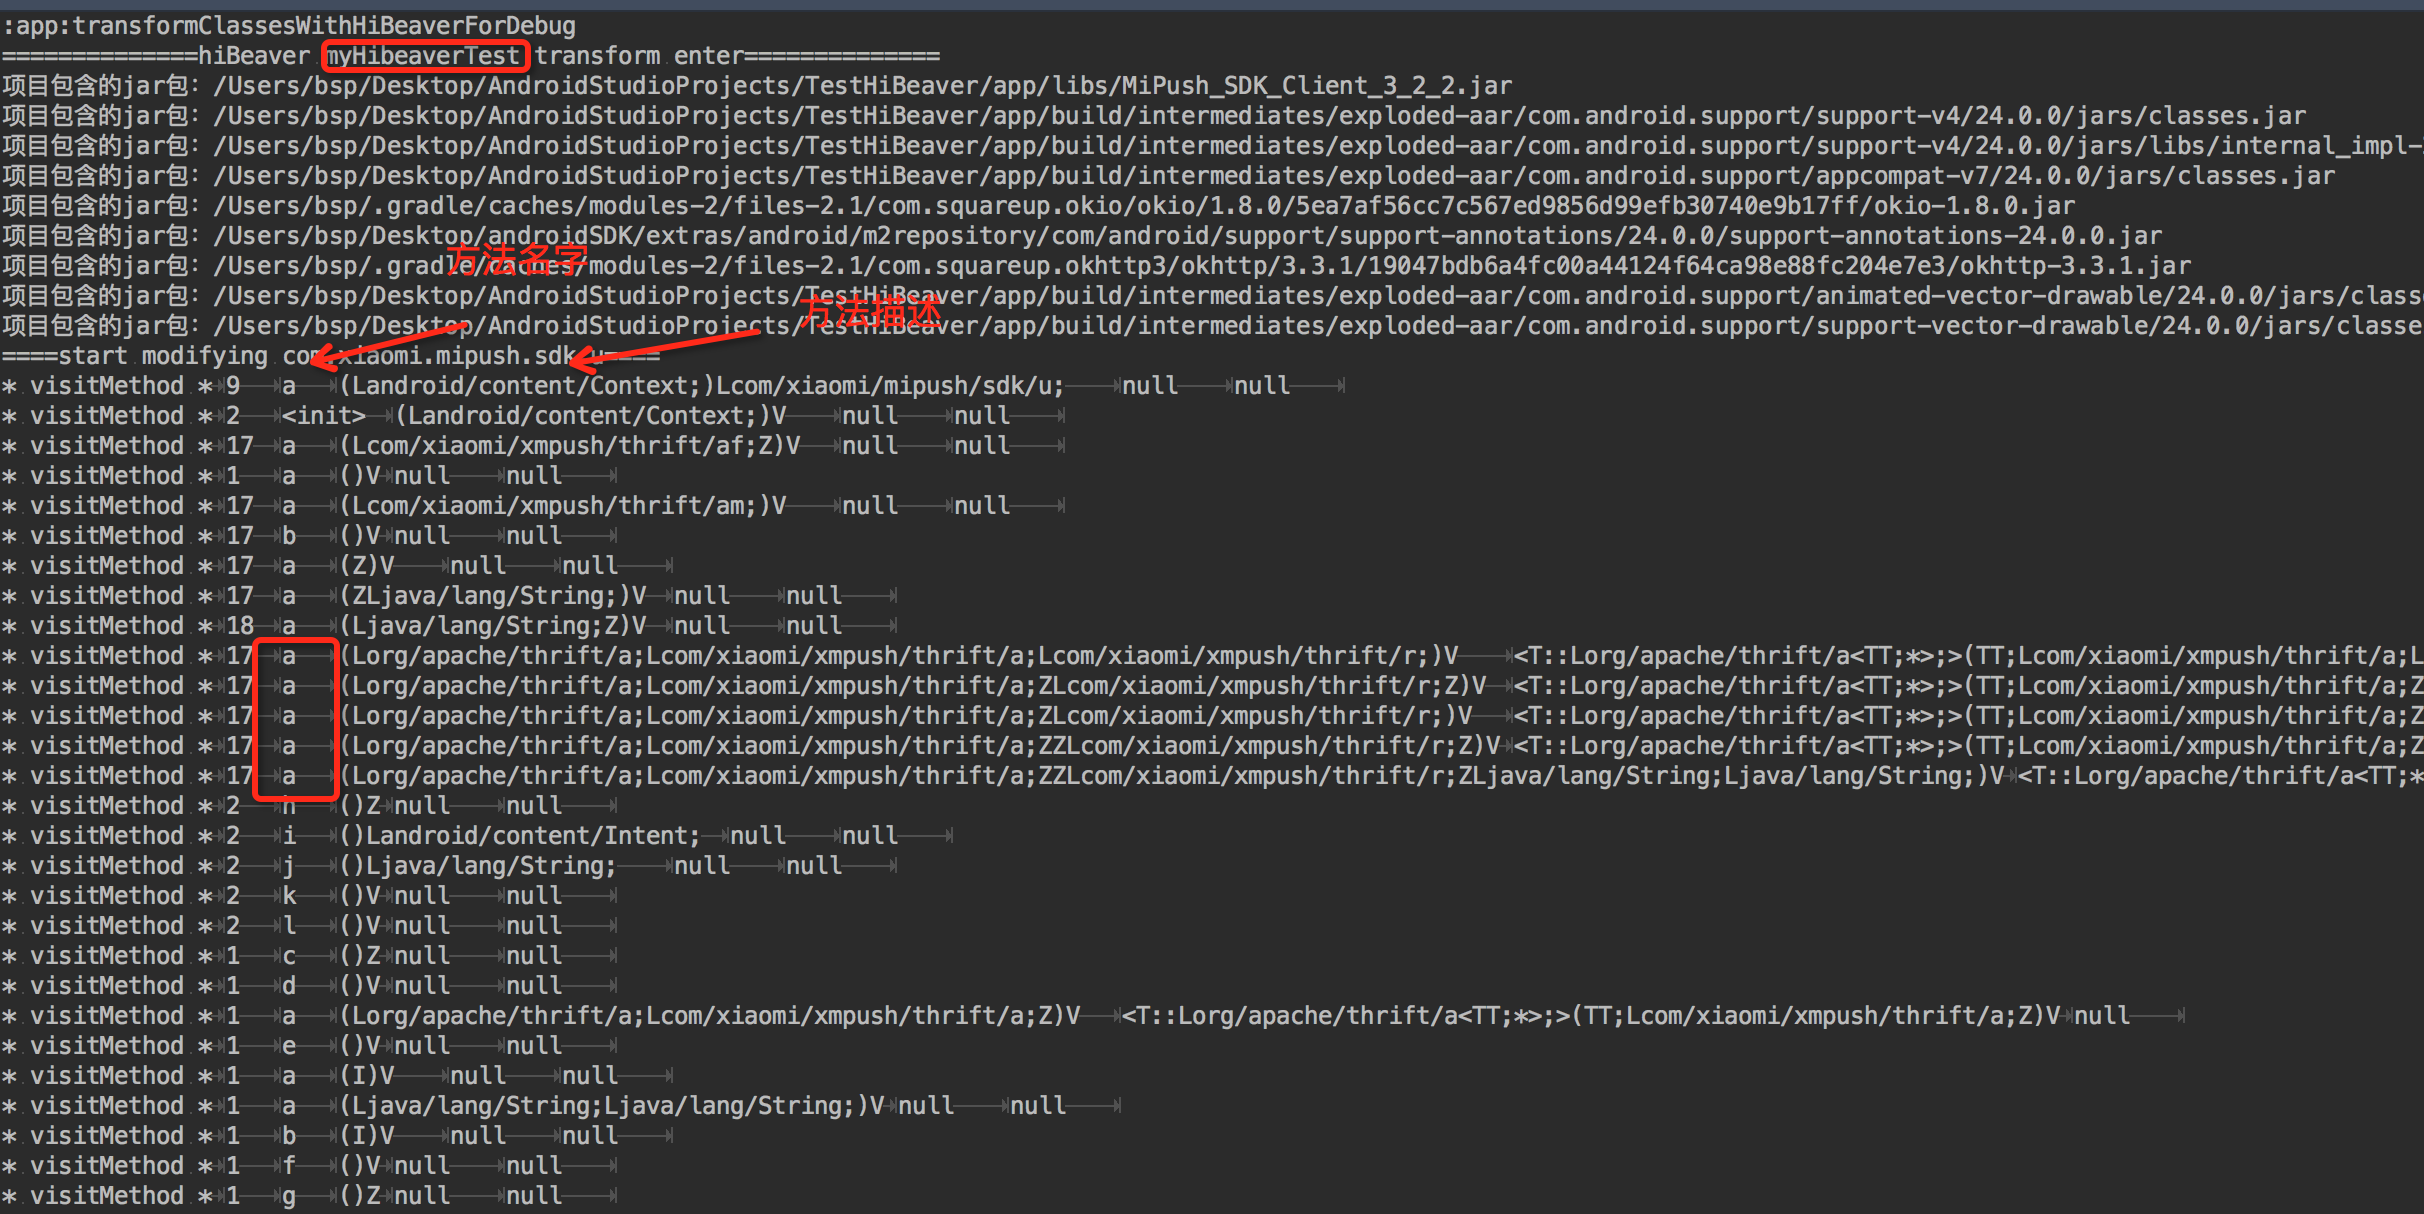 :app:transformClassesWithHiBeaverForDebug
==============hiBeaver myHibeaverTest transform enter==============
项目包含的jar包: /Users/bsp/Desktop/AndroidStudioProjects/TestHiBeaver/app/libs/MiPush_SDK_Client_3_2_2.jar
项目包含的jar包: /Users/bsp/Desktop/AndroidStudioProjects/TestHiBeaver/app/build/intermediates/exploded-aar/com.android.support/support-v4/24.0.0/jars/classes.jar
项目包含的jar包: /Users/bsp/Desktop/AndroidStudioProjects/TestHiBeaver/app/build/intermediates/exploded-aar/com.android.support/support-v4/24.0.0/jars/libs/internal_impl-
项目包含的jar包: /Users/bsp/Desktop/AndroidStudioProjects/TestHiBeaver/app/build/intermediates/exploded-aar/com.android.support/appcompat-v7/24.0.0/jars/classes.jar
项目包含的jar包: /Users/bsp/.gradle/caches/modules-2/files-2.1/com.squareup.okio/okio/1.8.0/5ea7af56cc7c567ed9856d99efb30740e9b17ff/okio-1.8.0.jar
项目包含的jar包: /Users/bsp/Desktop/androidSDK/extras/android/m2repository/com/android/support/support-annotations/24.0.0/support-annotations-24.0.0.jar
方法名字
项目包含的jar包: /Users/bsp/.gradle/caches/modules-2/files-2.1/com.squareup.okhttp3/okhttp/3.3.1/19047bdb6a4fc00a44124f64ca98e88fc204e7e3/okhttp-3.3.1.jar
项目包含的jar包: /Users/bsp/Desktop/AndroidStudioProjects/TestHiBeaver/app/build/intermediates/exploded-aar/com.android.support/animated-vector-drawable/24.0.0/jars/classe
方法描述
项目包含的jar包: /Users/bsp/Desktop/AndroidStudioProjects/TestHiBeaver/app/build/intermediates/exploded-aar/com.android.support/support-vector-drawable/24.0.0/jars/classe
====start modifying com.xiaomi.mipush.sdk.u====
* visitMethod * 9 a (Landroid/content/Context;)Lcom/xiaomi/mipush/sdk/u; null null
* visitMethod * 2 <init> (Landroid/content/Context;)V null null
* visitMethod * 17 a (Lcom/xiaomi/xmpush/thrift/af;Z)V null null
* visitMethod * 1 a ()V null null
* visitMethod * 17 a (Lcom/xiaomi/xmpush/thrift/am;)V null null
* visitMethod * 17 b ()V null null
* visitMethod * 17 a (Z)V null null
* visitMethod * 17 a (ZLjava/lang/String;)V null null
* visitMethod * 18 a (Ljava/lang/String;Z)V null null
* visitMethod * 17 a (Lorg/apache/thrift/a;Lcom/xiaomi/xmpush/thrift/a;Lcom/xiaomi/xmpush/thrift/r;)V <T::Lorg/apache/thrift/a<TT;*>;>(TT;Lcom/xiaomi/xmpush/thrift/a;L
* visitMethod * 17 a (Lorg/apache/thrift/a;Lcom/xiaomi/xmpush/thrift/a;ZLcom/xiaomi/xmpush/thrift/r;Z)V <T::Lorg/apache/thrift/a<TT;*>;>(TT;Lcom/xiaomi/xmpush/thrift/a;Z
* visitMethod * 17 a (Lorg/apache/thrift/a;Lcom/xiaomi/xmpush/thrift/a;ZLcom/xiaomi/xmpush/thrift/r;)V <T::Lorg/apache/thrift/a<TT;*>;>(TT;Lcom/xiaomi/xmpush/thrift/a;Z
* visitMethod * 17 a (Lorg/apache/thrift/a;Lcom/xiaomi/xmpush/thrift/a;ZZLcom/xiaomi/xmpush/thrift/r;Z)V <T::Lorg/apache/thrift/a<TT;*>;>(TT;Lcom/xiaomi/xmpush/thrift/a;Z
* visitMethod * 17 a (Lorg/apache/thrift/a;Lcom/xiaomi/xmpush/thrift/a;ZZLcom/xiaomi/xmpush/thrift/r;ZLjava/lang/String;Ljava/lang/String;)V <T::Lorg/apache/thrift/a<TT;*
* visitMethod * 2 h ()Z null null
* visitMethod * 2 i ()Landroid/content/Intent; null null
* visitMethod * 2 j ()Ljava/lang/String; null null
* visitMethod * 2 k ()V null null
* visitMethod * 2 l ()V null null
* visitMethod * 1 c ()Z null null
* visitMethod * 1 d ()V null null
* visitMethod * 1 a (Lorg/apache/thrift/a;Lcom/xiaomi/xmpush/thrift/a;Z)V <T::Lorg/apache/thrift/a<TT;*>;>(TT;Lcom/xiaomi/xmpush/thrift/a;Z)V null
* visitMethod * 1 e ()V null null
* visitMethod * 1 a (I)V null null
* visitMethod * 1 a (Ljava/lang/String;Ljava/lang/String;)V null null
* visitMethod * 1 b (I)V null null
* visitMethod * 1 f ()V null null
* visitMethod * 1 g ()Z null null